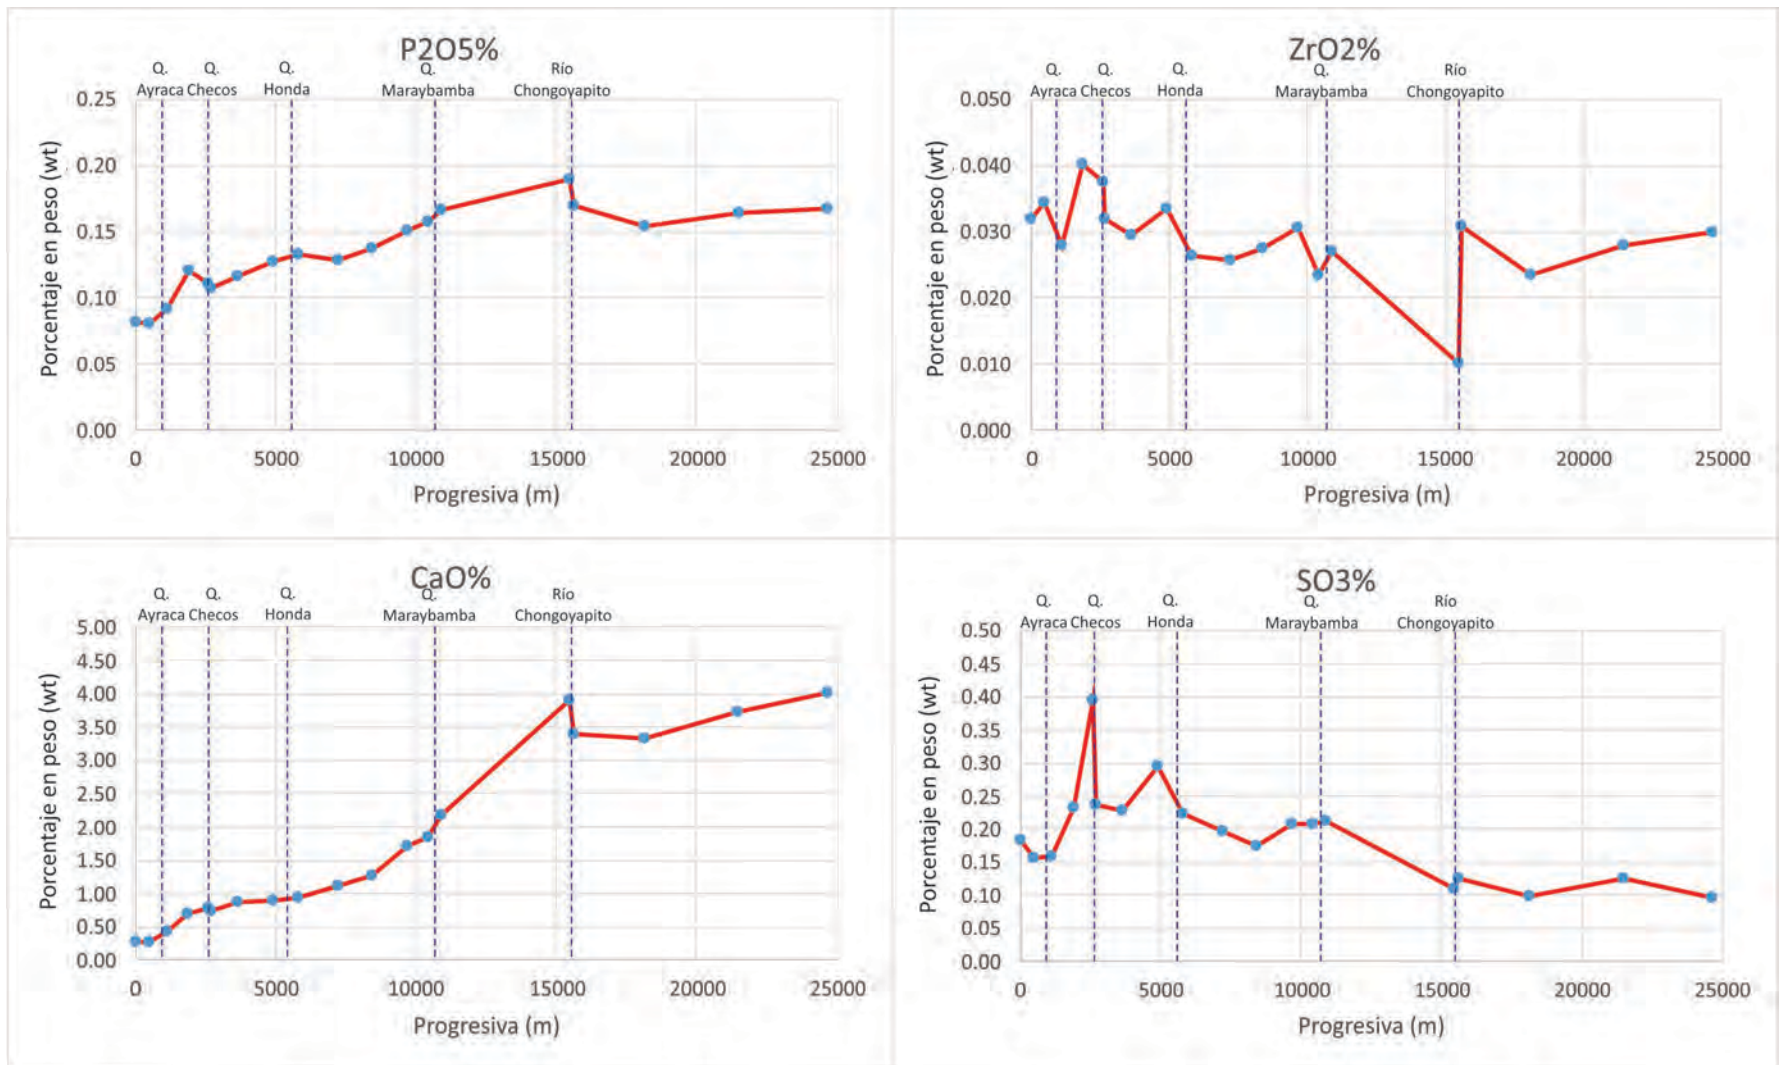 P2O5%
Q. Q. Q. Q. Río
Ayraca Checos Honda Maraybamba Chongoyapito
0.25
0.20
0.15
0.10
0.05
0.00
Porcentaje en peso (wt)
0 5000 10000 15000 20000 25000
Progresiva (m)
ZrO2%
Q. Q. Q. Q. Río
Ayraca Checos Honda Maraybamba Chongoyapito
0.050
0.040
0.030
0.020
0.010
0.000
Porcentaje en peso (wt)
0 5000 10000 15000 20000 25000
Progresiva (m)
CaO%
Q. Q. Q. Q. Río
Ayraca Checos Honda Maraybamba Chongoyapito
5.00
4.50
4.00
3.50
3.00
2.50
2.00
1.50
1.00
0.50
0.00
Porcentaje en peso (wt)
0 5000 10000 15000 20000 25000
Progresiva (m)
SO3%
Q. Q. Q. Q. Río
Ayraca Checos Honda Maraybamba Chongoyapito
0.50
0.45
0.40
0.35
0.30
0.25
0.20
0.15
0.10
0.05
0.00
Porcentaje en peso (wt)
0 5000 10000 15000 20000 25000
Progresiva (m)